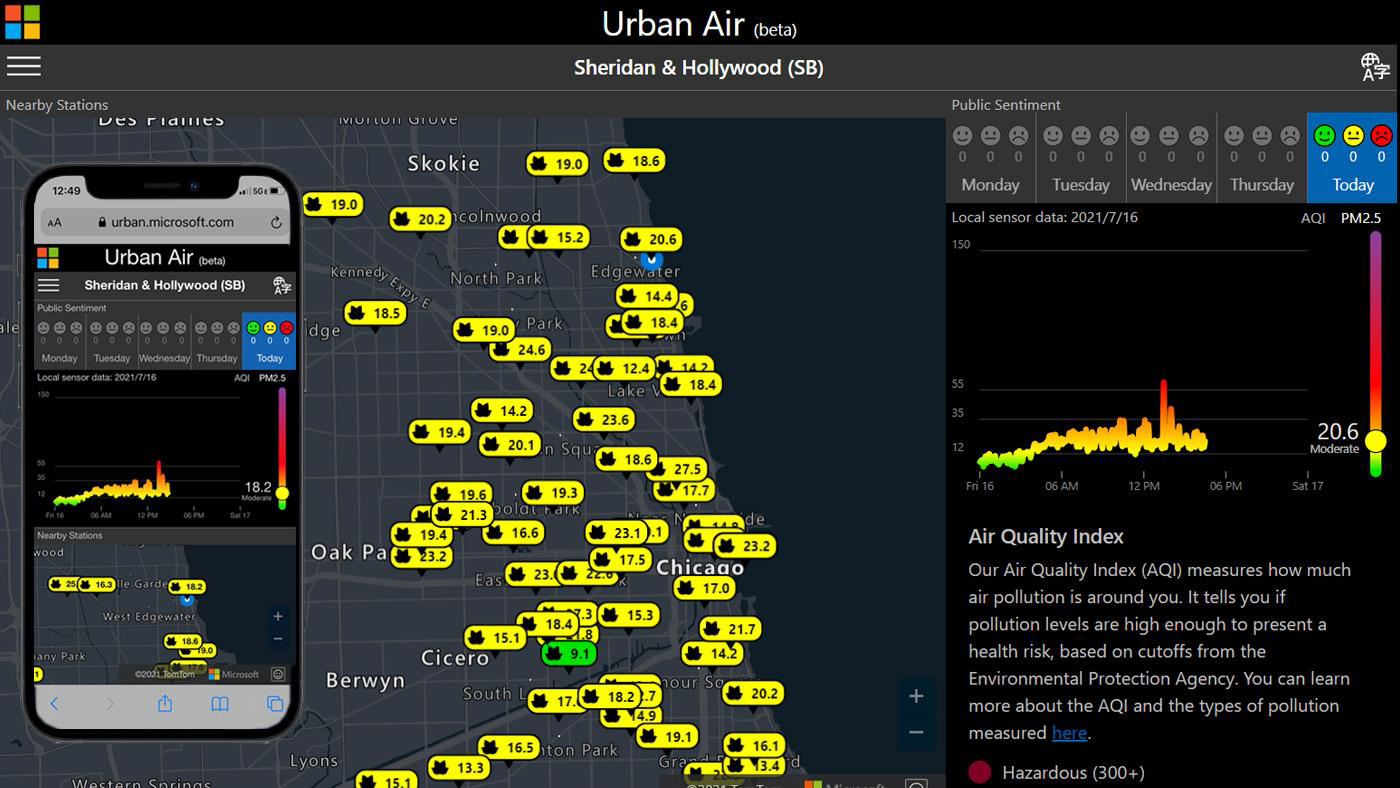 Urban Air (beta)
Sheridan & Hollywood (SB)
A字
Nearby Stations
Public Sentiment
Des Plaines
Morton Grove
Skokie
19.0
18.6
19.0
20.2
15.2
20.6
Edgewater
Kennedy Expy E
North Park
14.4
18.5
18.4
19.0
Park
24.6
12.4
14.2
18.4
Lake V
14.2
23.6
19.4
20.1
18.6
27.5
17.7
19.6
19.3
21.3
19.4
16.6
23.1
23.2
23.2
Oak Pa
17.5
Chicago
17.0
18.4
15.3
15.1
21.7
9.1
14.2
Cicero
Berwyn
South L
18.2
20.2
14.9
19.1
16.5
16.1
13.4
Lyons
13.3
15.1
Western Springs
©2021 TomTom
Microsoft
+
−
12:49
5G
AA urban.microsoft.com
Urban Air (beta)
Sheridan & Hollywood (SB)
A字
Public Sentiment
0 0 0 0 0 0 0 0 0 0 0 0 0 0 0
Monday Tuesday Wednesday Thursday Today
Local sensor data: 2021/7/16 AQI PM2.5
150
55
35
12
18.2
Moderate
Fri 16 06 AM 12 PM 06 PM Sat 17
Nearby Stations
wood
16.3
18.2
West Edgewater
18.6
19.0
any Park
©2021 TomTom Microsoft
+
−
0 0 0 0 0 0 0 0 0 0 0 0 0 0 0
Monday Tuesday Wednesday Thursday Today
Local sensor data: 2021/7/16 AQI PM2.5
150
55
35
12
20.6
Moderate
Fri 16 06 AM 12 PM 06 PM Sat 17
Air Quality Index
Our Air Quality Index (AQI) measures how much
air pollution is around you. It tells you if
pollution levels are high enough to present a
health risk, based on cutoffs from the
Environmental Protection Agency. You can learn
more about the AQI and the types of pollution
measured here.
Hazardous (300+)